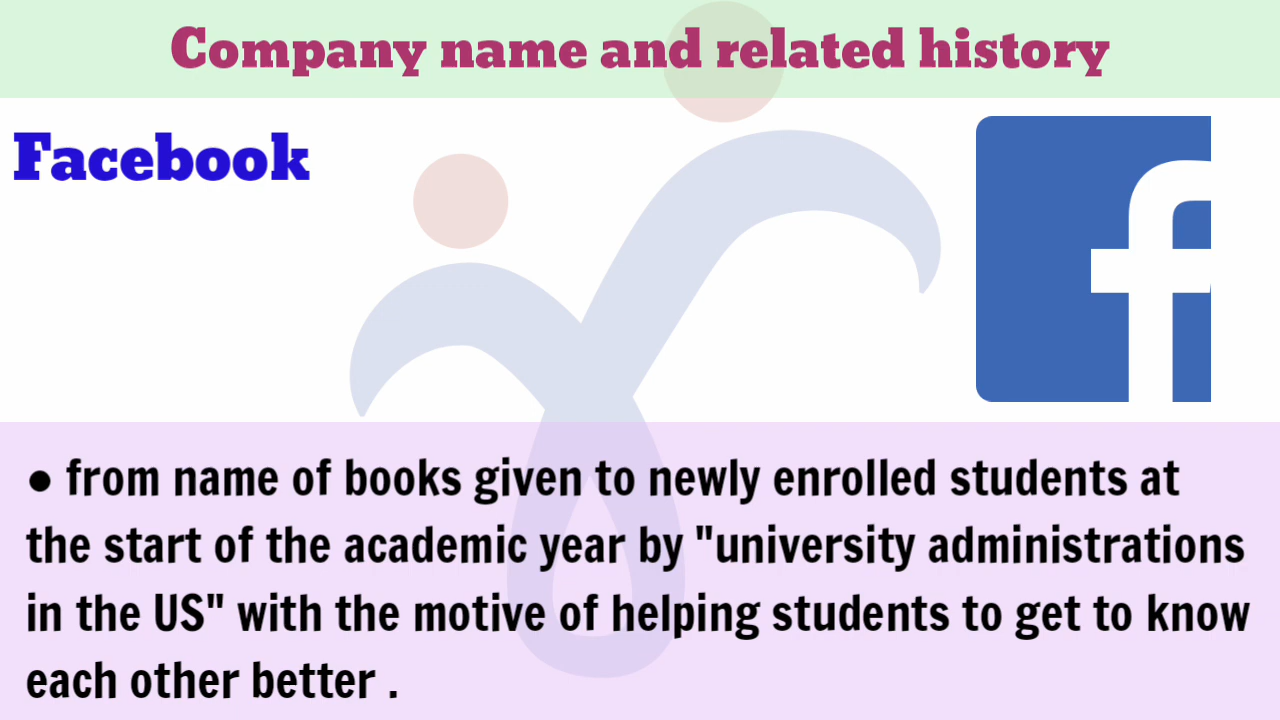 Company name and related history
Facebook
f
● from name of books given to newly enrolled students at
the start of the academic year by "university administrations
in the US" with the motive of helping students to get to know
each other better .